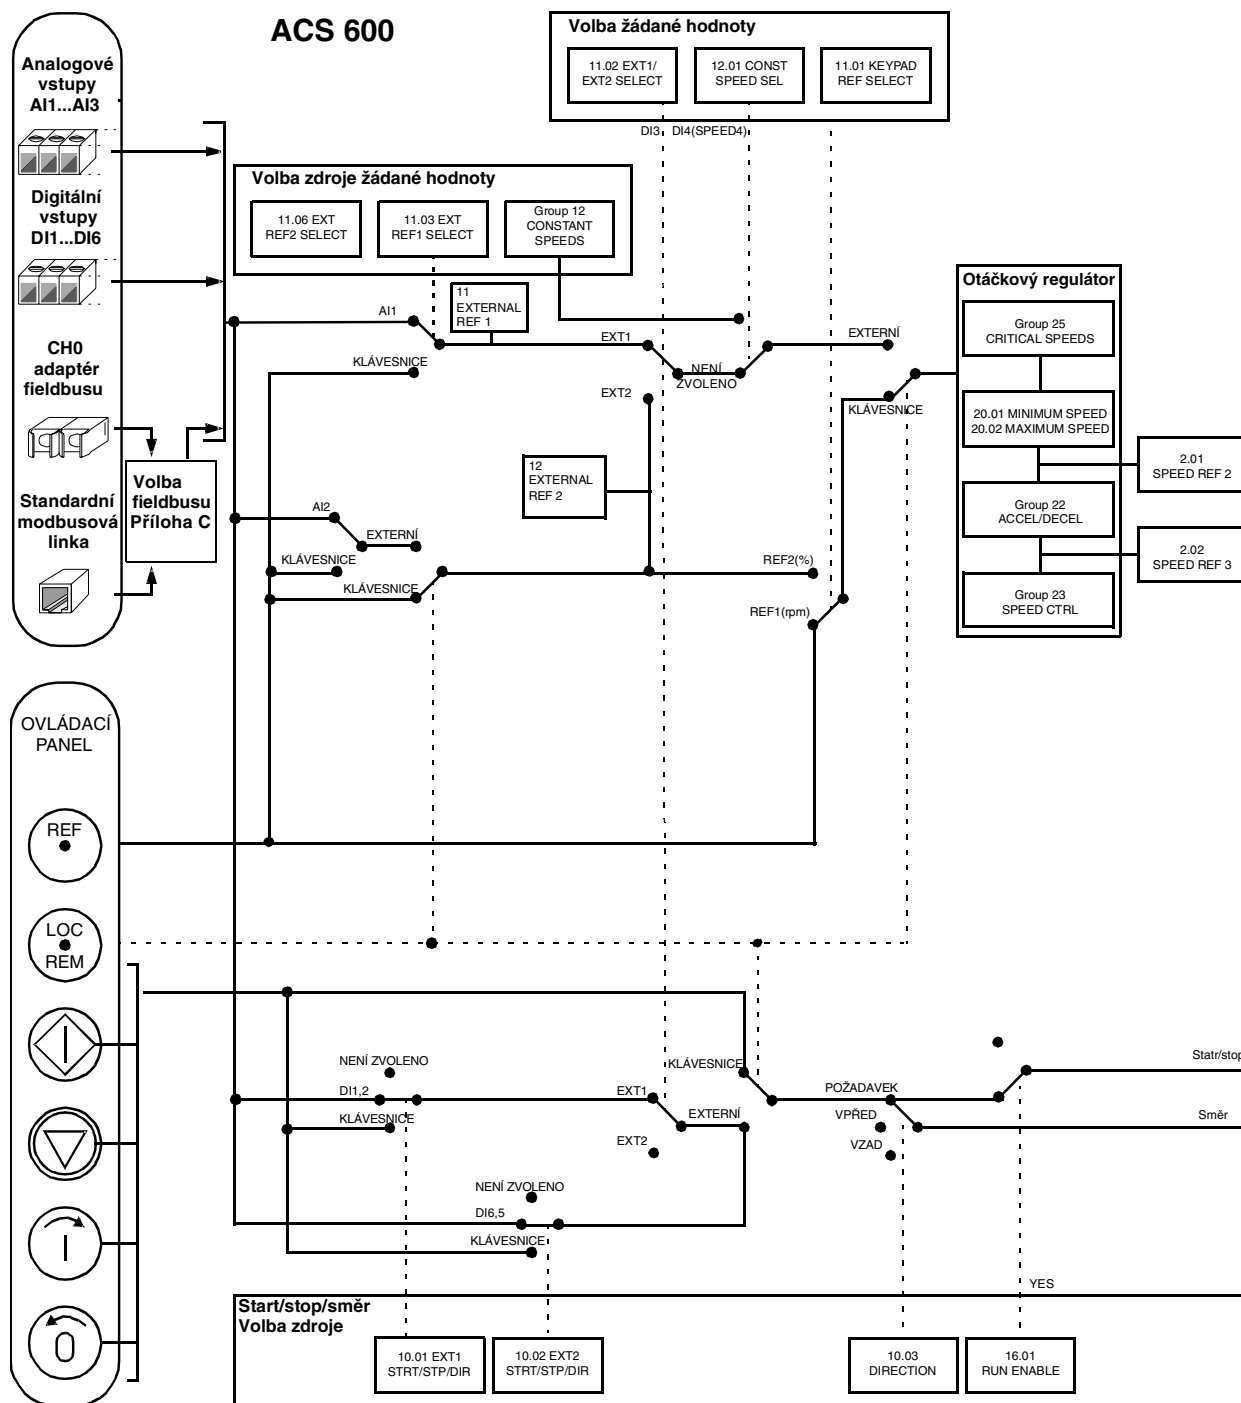 ACS 600
Volba žádané hodnoty
11.02 EXT1/
EXT2 SELECT
12.01 CONST
SPEED SEL
11.01 KEYPAD
REF SELECT
DI3
DI4(SPEED4)
Analogové
vstupy
AI1...AI3
Digitální
vstupy
DI1...DI6
CH0
adaptér
fieldbusu
Standardní
modbusová
linka
Volba
fieldbusu
Příloha C
Volba zdroje žádané hodnoty
11.06 EXT
REF2 SELECT
11.03 EXT
REF1 SELECT
Group 12
CONSTANT
SPEEDS
11
EXTERNAL
REF 1
AI1
KLÁVESNICE
EXT1
NENÍ
ZVOLENO
EXT2
EXTERNÍ
KLÁVESNICE
12
EXTERNAL
REF 2
AI2
EXTERNÍ
KLÁVESNICE
KLÁVESNICE
REF2(%)
REF1(rpm)
Otáčkový regulátor
Group 25
CRITICAL SPEEDS
20.01 MINIMUM SPEED
20.02 MAXIMUM SPEED
2.01
SPEED REF 2
Group 22
ACCEL/DECEL
2.02
SPEED REF 3
Group 23
SPEED CTRL
OVLÁDACÍ
PANEL
REF
LOC
REM
I
I
0
NENÍ ZVOLENO
DI1,2
KLÁVESNICE
EXT1
EXT2
KLÁVESNICE
EXTERNÍ
NENÍ ZVOLENO
DI6,5
KLÁVESNICE
POŽADAVEK
VPŘED
VZAD
Statr/stop
Směr
YES
Start/stop/směr
Volba zdroje
10.01 EXT1
STRT/STP/DIR
10.02 EXT2
STRT/STP/DIR
10.03
DIRECTION
16.01
RUN ENABLE